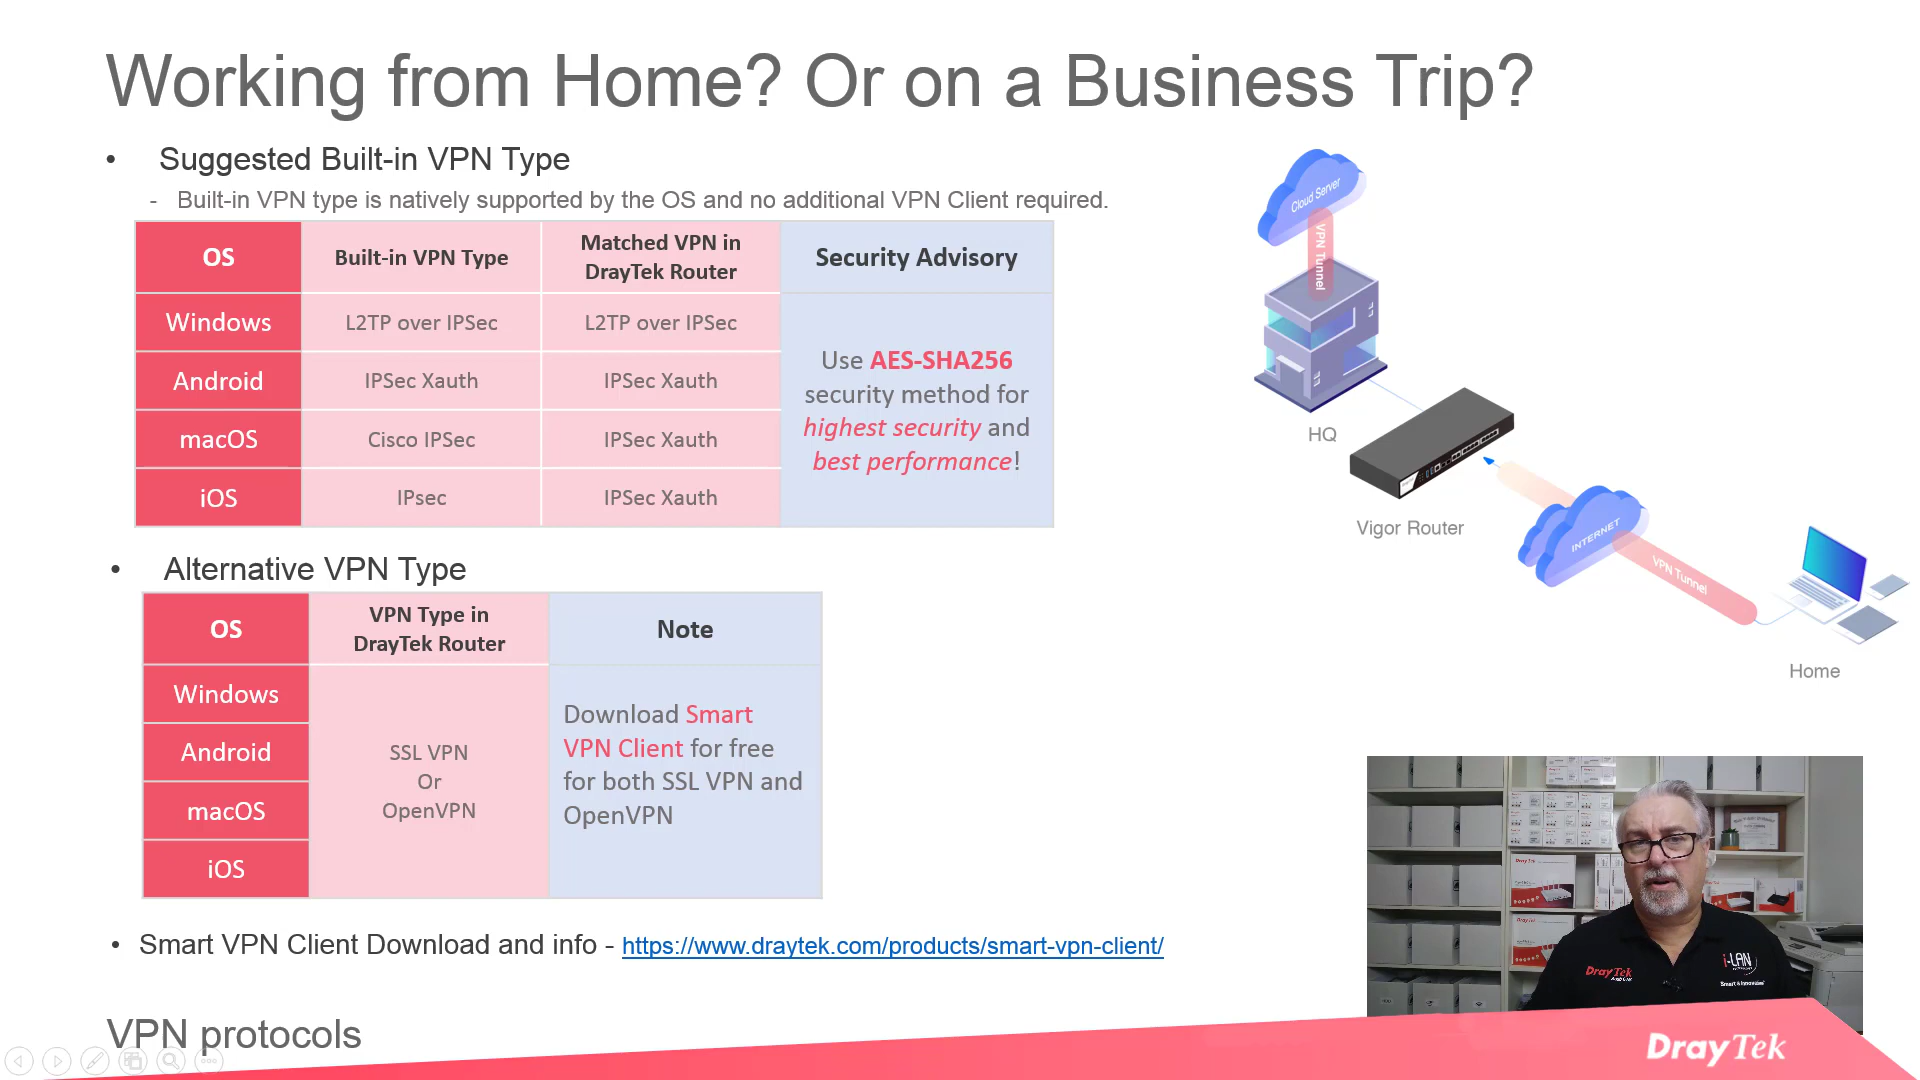 Working from Home? Or on a Business Trip?
• Suggested Built-in VPN Type
- Built-in VPN type is natively supported by the OS and no additional VPN Client required.
OS
Built-in VPN Type
Matched VPN in
DrayTek Router
Security Advisory
Windows
L2TP over IPSec
L2TP over IPSec
Android
IPSec Xauth
IPSec Xauth
macOS
Cisco IPSec
IPSec Xauth
iOS
IPsec
IPSec Xauth
Use AES-SHA256
security method for
highest security and
best performance!
Cloud Server
VPN Tunnel
HQ
Vigor Router
INTERNET
VPN Tunnel
Home
• Alternative VPN Type
OS
VPN Type in
DrayTek Router
Note
Windows
Android
macOS
iOS
SSL VPN
Or
OpenVPN
Download Smart
VPN Client for free
for both SSL VPN and
OpenVPN
• Smart VPN Client Download and info - https://www.draytek.com/products/smart-vpn-client/
DrayTek
DrayTek
DrayTek
i-LAN
Smart & Innovative
VPN protocols
DrayTek